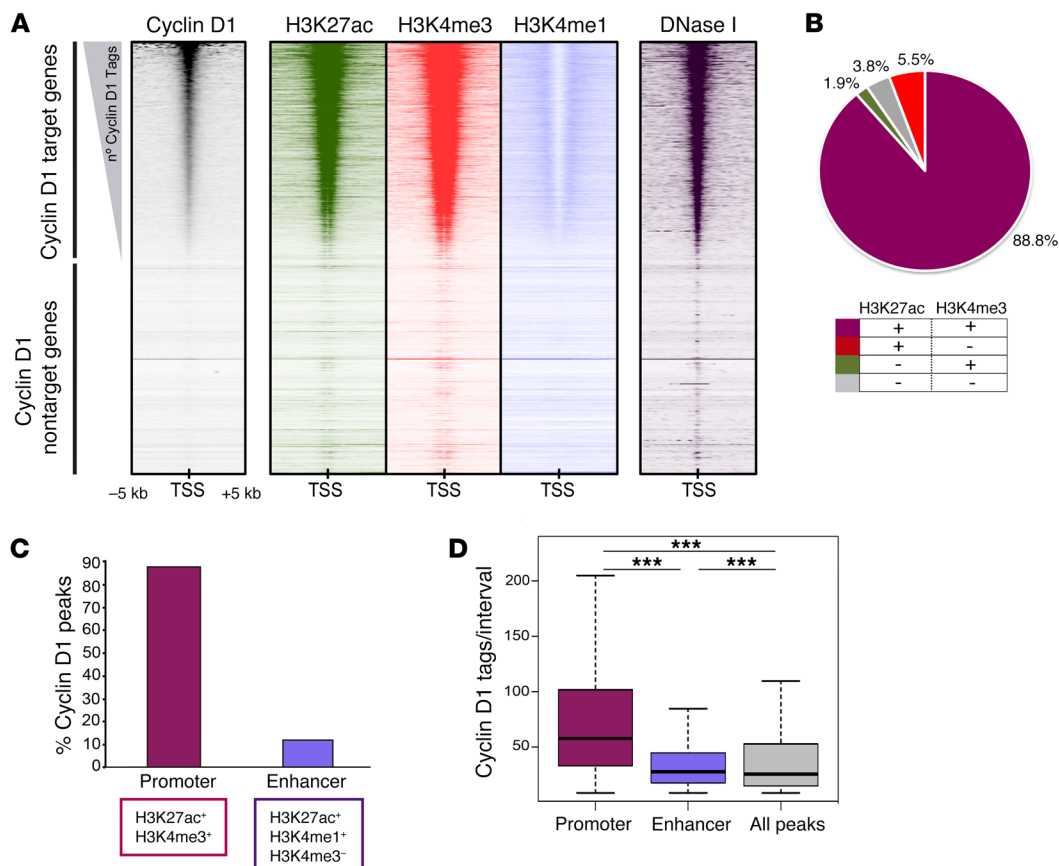 A
Cyclin D1
H3K27ac
H3K4me3
H3K4me1
DNase I
Cyclin D1 target genes
nº Cyclin D1 Tags
Cyclin D1
nontarget genes
−5 kb
TSS
+5 kb
TSS
TSS
TSS
TSS
B
1.9%
3.8%
5.5%
88.8%
H3K27ac
H3K4me3
+ +
+ -
- +
- -
C
% Cyclin D1 peaks
90
80
70
60
50
40
30
20
10
0
Promoter
Enhancer
H3K27ac⁺
H3K4me3⁺
H3K27ac⁺
H3K4me1⁺
H3K4me3⁻
D
Cyclin D1 tags/interval
200
150
100
50
***
*** ***
Promoter
Enhancer
All peaks